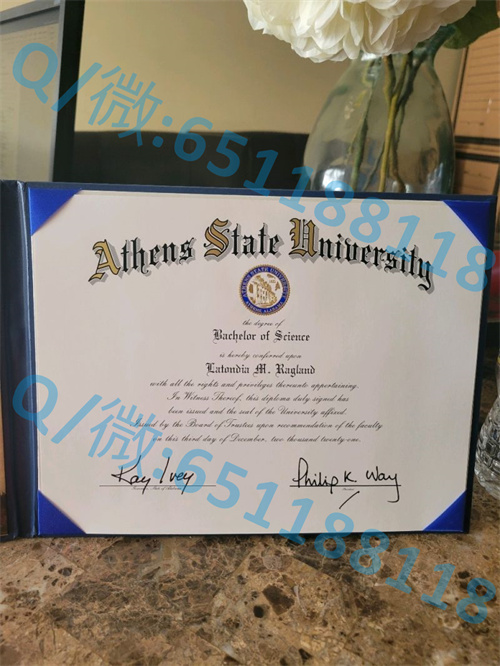 Athens State University
the degree of
Bachelor of Science
is hereby conferred upon
Latondia M. Ragland
with all the rights and privileges thereunto appertaining.
In Witness Thereof, this diploma duly signed has
been issued and the seal of the University affixed.
Issued by the Board of Trustees upon recommendation of the faculty
on this third day of December, two thousand twenty-one.
Kay Ivey
Philip K. Way
Q/微:651188118
Q/微:651188118